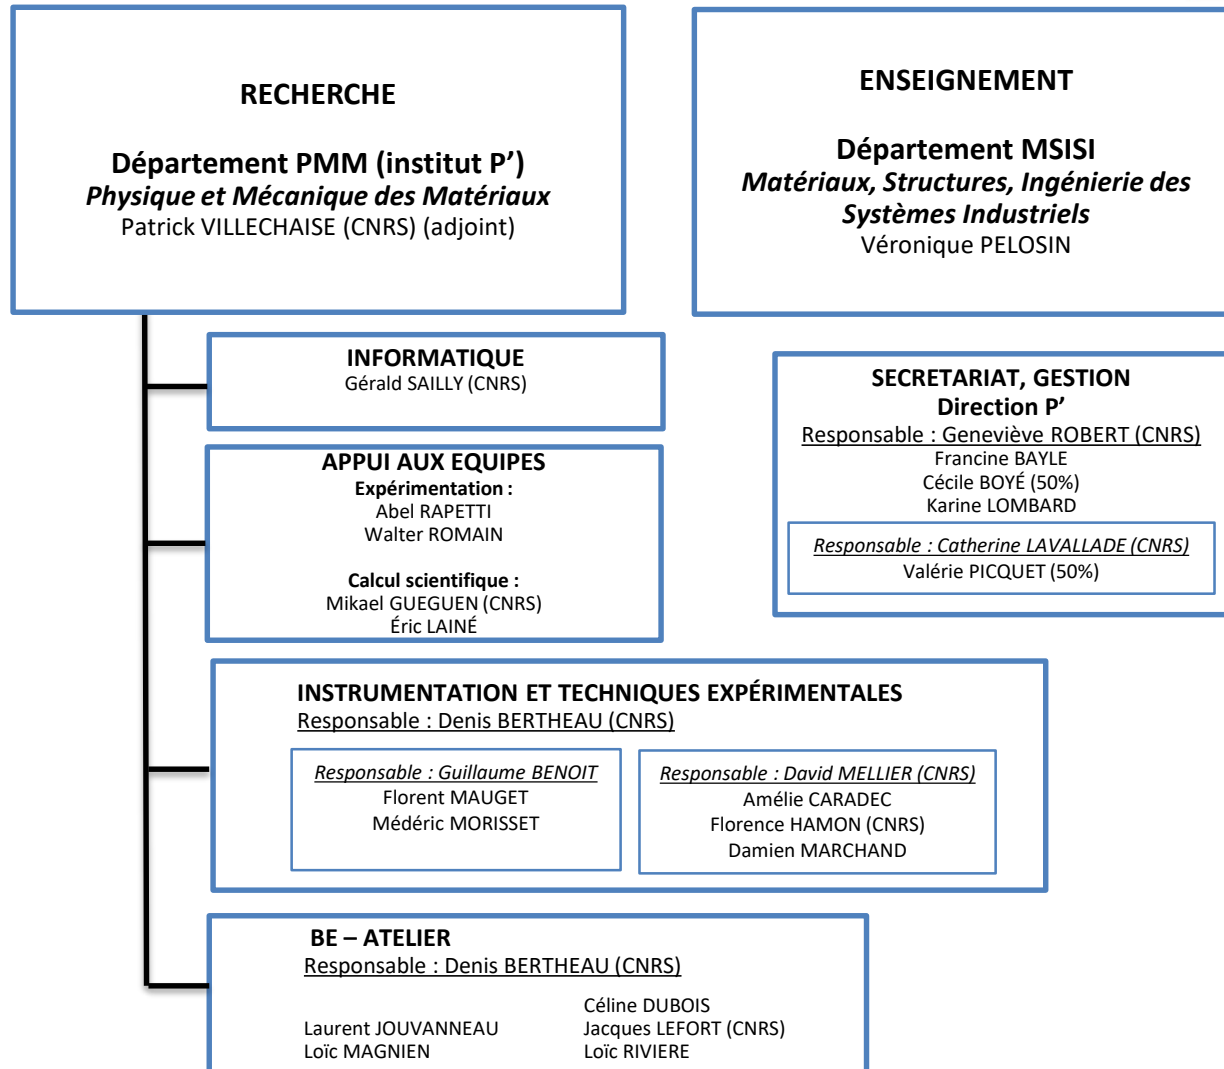 RECHERCHE
Département PMM (institut P’)
Physique et Mécanique des Matériaux
Patrick VILLECHAISE (CNRS) (adjoint)
ENSEIGNEMENT
Département MSISI
Matériaux, Structures, Ingénierie des
Systèmes Industriels
Véronique PELOSIN
INFORMATIQUE
Gérald SAILLY (CNRS)
SECRETARIAT, GESTION
Direction P’
Responsable : Geneviève ROBERT (CNRS)
Francine BAYLE
Cécile BOYÉ (50%)
Karine LOMBARD
Responsable : Catherine LAVALLADE (CNRS)
Valérie PICQUET (50%)
APPUI AUX EQUIPES
Expérimentation :
Abel RAPETTI
Walter ROMAIN
Calcul scientifique :
Mikael GUEGUEN (CNRS)
Éric LAINÉ
INSTRUMENTATION ET TECHNIQUES EXPÉRIMENTALES
Responsable : Denis BERTHEAU (CNRS)
Responsable : Guillaume BENOIT
Florent MAUGET
Médéric MORISSET
Responsable : David MELLIER (CNRS)
Amélie CARADEC
Florence HAMON (CNRS)
Damien MARCHAND
BE – ATELIER
Responsable : Denis BERTHEAU (CNRS)
Laurent JOUVANNEAU
Loïc MAGNIEN
Céline DUBOIS
Jacques LEFORT (CNRS)
Loïc RIVIERE